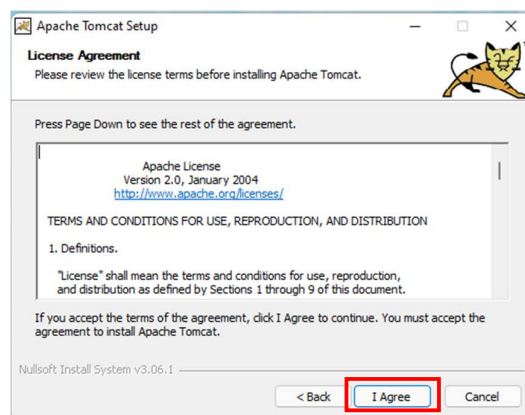 Apache Tomcat Setup
License Agreement
Please review the license terms before installing Apache Tomcat.
Press Page Down to see the rest of the agreement.
Apache License
Version 2.0, January 2004
http://www.apache.org/licenses/
TERMS AND CONDITIONS FOR USE, REPRODUCTION, AND DISTRIBUTION
1. Definitions.
"License" shall mean the terms and conditions for use, reproduction,
and distribution as defined by Sections 1 through 9 of this document.
If you accept the terms of the agreement, click I Agree to continue. You must accept the
agreement to install Apache Tomcat.
Nullsoft Install System v3.06.1
< Back I Agree Cancel